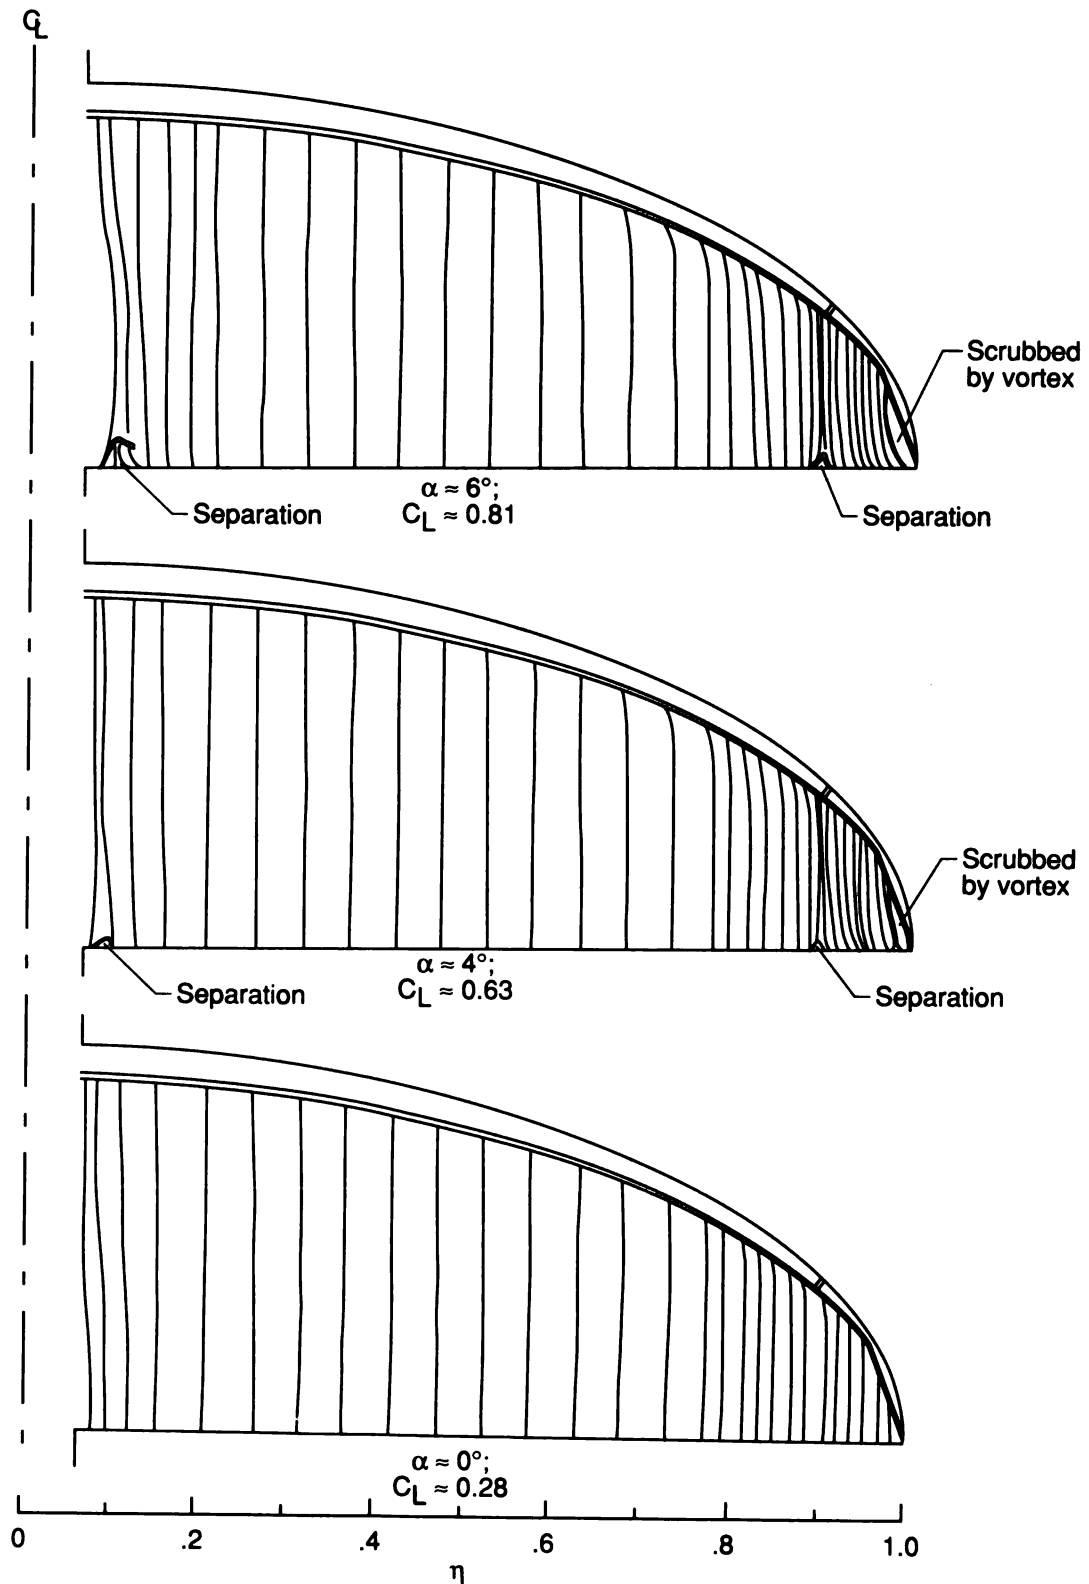 CL
Scrubbed
by vortex
Separation
α ≈ 6°;
CL ≈ 0.81
Separation
Scrubbed
by vortex
Separation
α ≈ 4°;
CL ≈ 0.63
Separation
α ≈ 0°;
CL ≈ 0.28
0 .2 .4 .6 .8 1.0
η